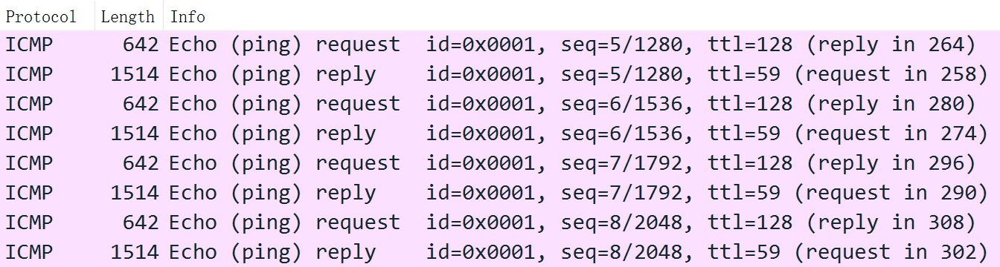 Protocol Length Info
ICMP 642 Echo (ping) request id=0x0001, seq=5/1280, ttl=128 (reply in 264)
ICMP 1514 Echo (ping) reply id=0x0001, seq=5/1280, ttl=59 (request in 258)
ICMP 642 Echo (ping) request id=0x0001, seq=6/1536, ttl=128 (reply in 280)
ICMP 1514 Echo (ping) reply id=0x0001, seq=6/1536, ttl=59 (request in 274)
ICMP 642 Echo (ping) request id=0x0001, seq=7/1792, ttl=128 (reply in 296)
ICMP 1514 Echo (ping) reply id=0x0001, seq=7/1792, ttl=59 (request in 290)
ICMP 642 Echo (ping) request id=0x0001, seq=8/2048, ttl=128 (reply in 308)
ICMP 1514 Echo (ping) reply id=0x0001, seq=8/2048, ttl=59 (request in 302)